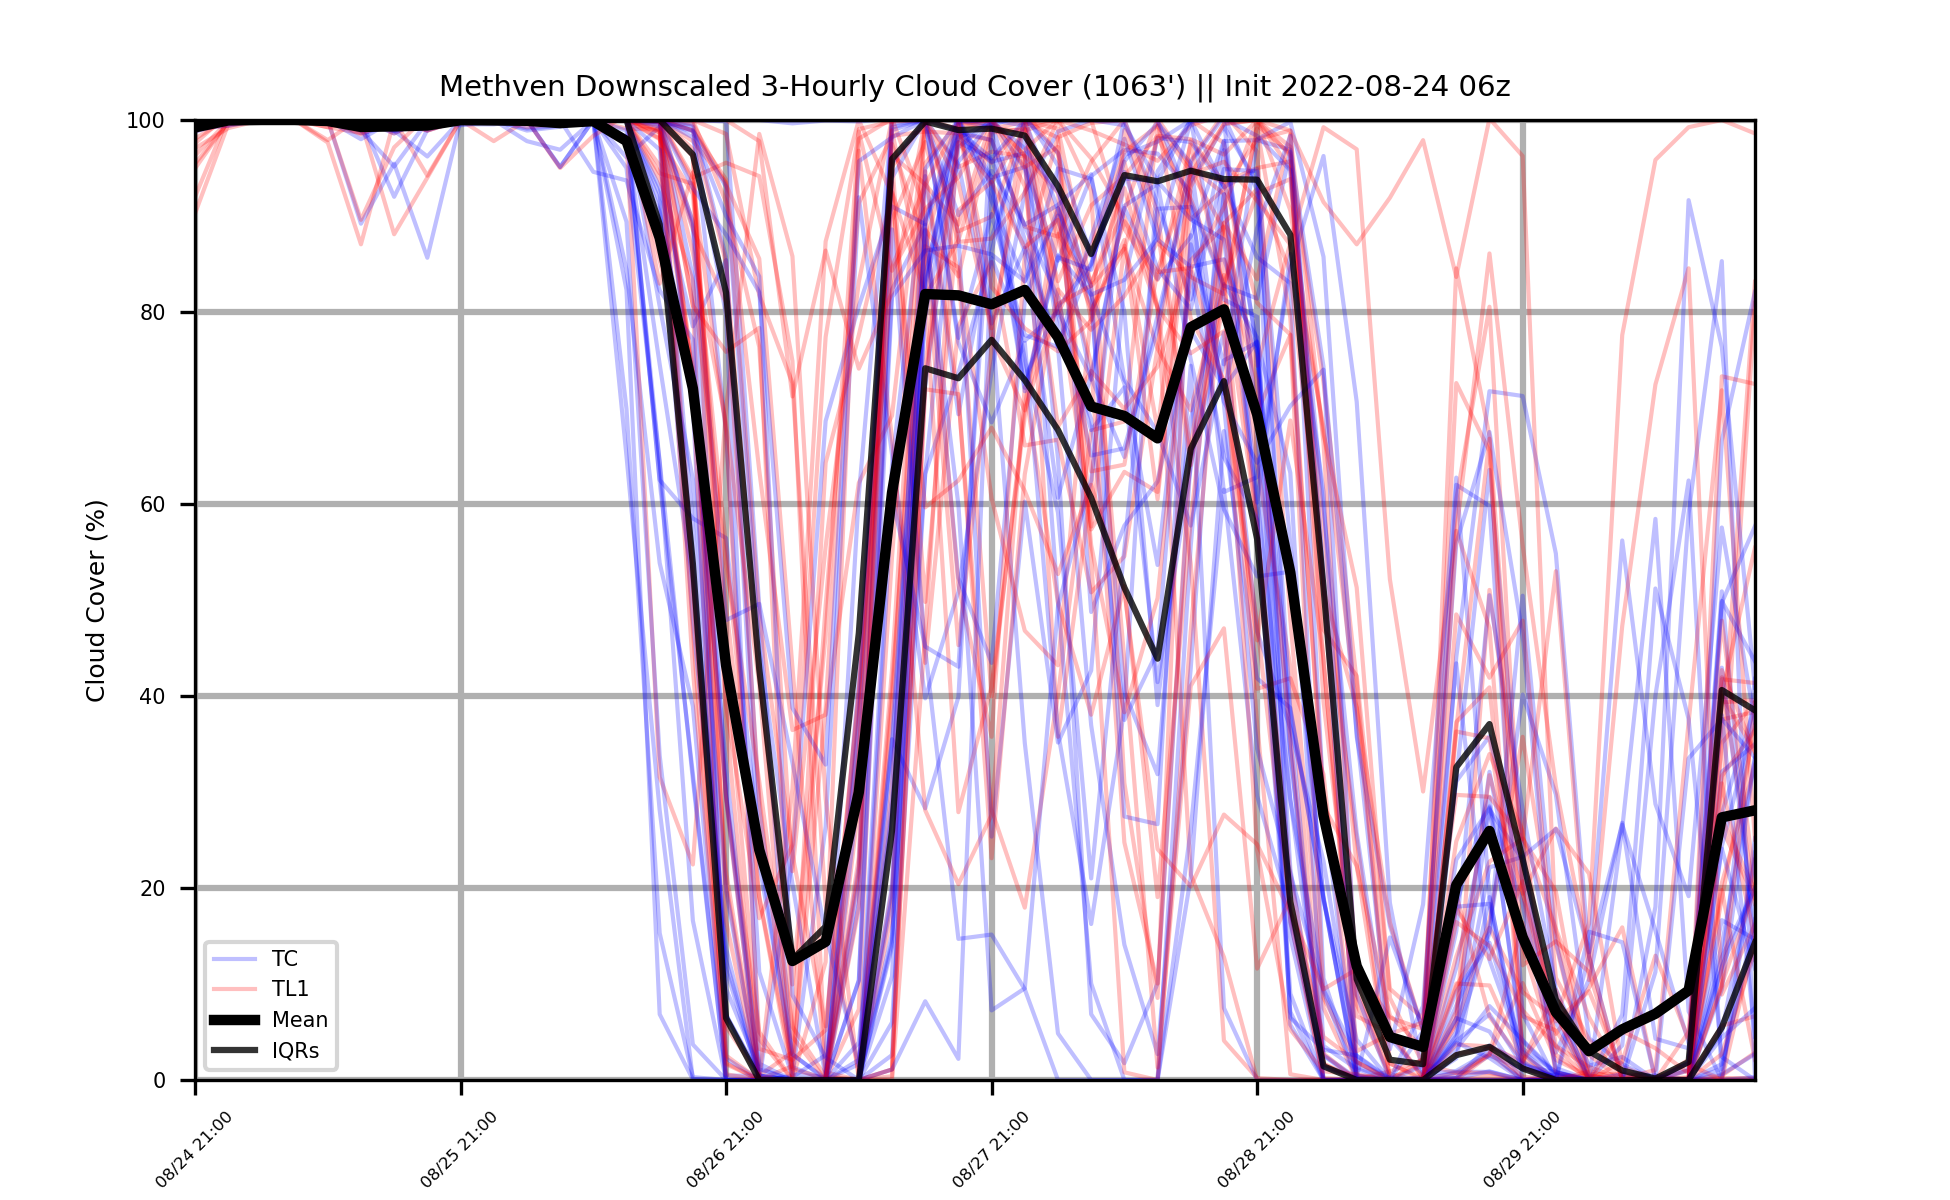 Methven Downscaled 3-Hourly Cloud Cover (1063') || Init 2022-08-24 06z
Cloud Cover (%)
100
80
60
40
20
0
TC
TL1
Mean
IQRs
08/24 21:00
08/25 21:00
08/26 21:00
08/27 21:00
08/28 21:00
08/29 21:00